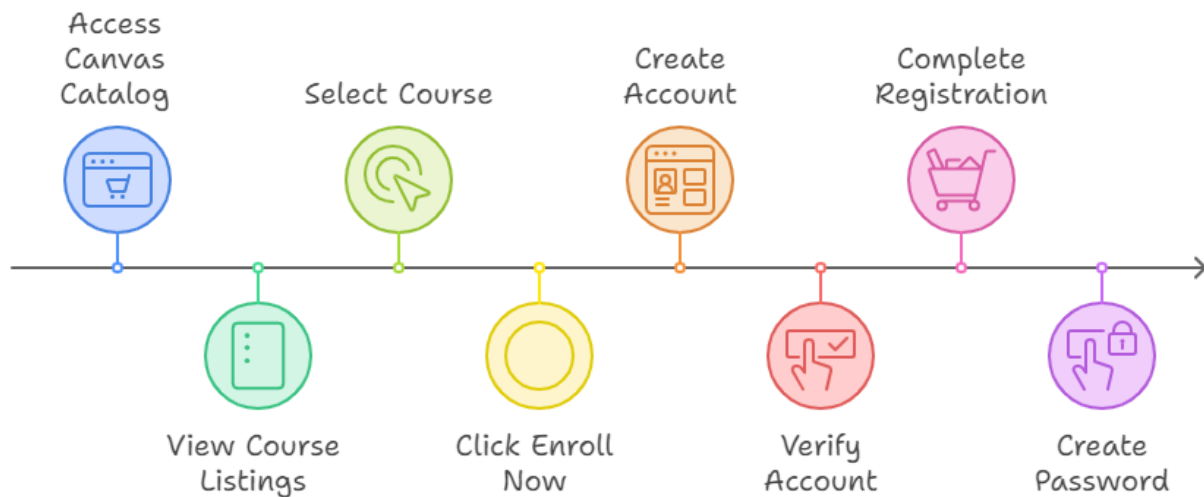 Access
Canvas
Catalog
View Course
Listings
Select Course
Click Enroll
Now
Create
Account
Verify
Account
Complete
Registration
Create
Password